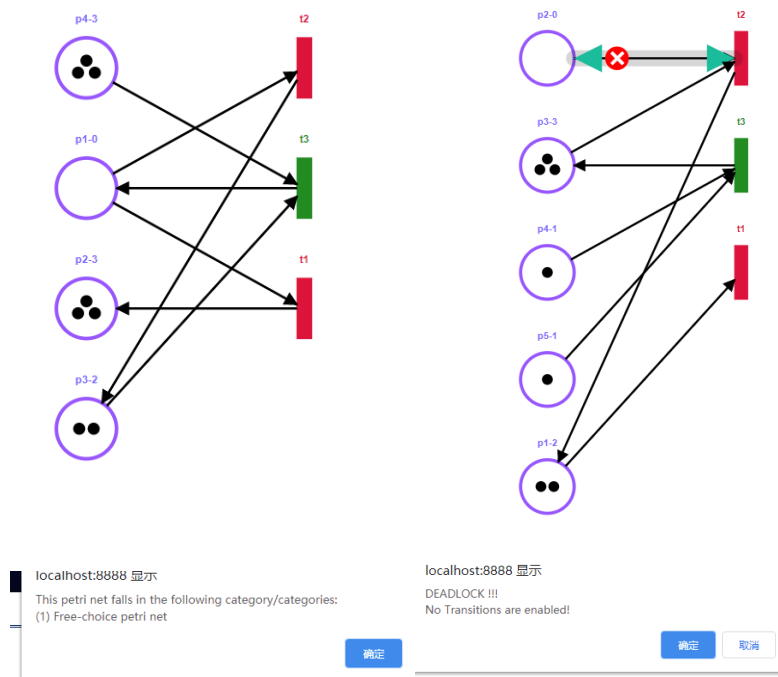 p4-3
t2
p1-0
t3
p2-3
t1
p3-2
localhost:8888 显示
This petri net falls in the following category/categories:
(1) Free-choice petri net
确定
p2-0
t2
p3-3
t3
p4-1
t1
p5-1
p1-2
localhost:8888 显示
DEADLOCK !!!
No Transitions are enabled!
确定
取消